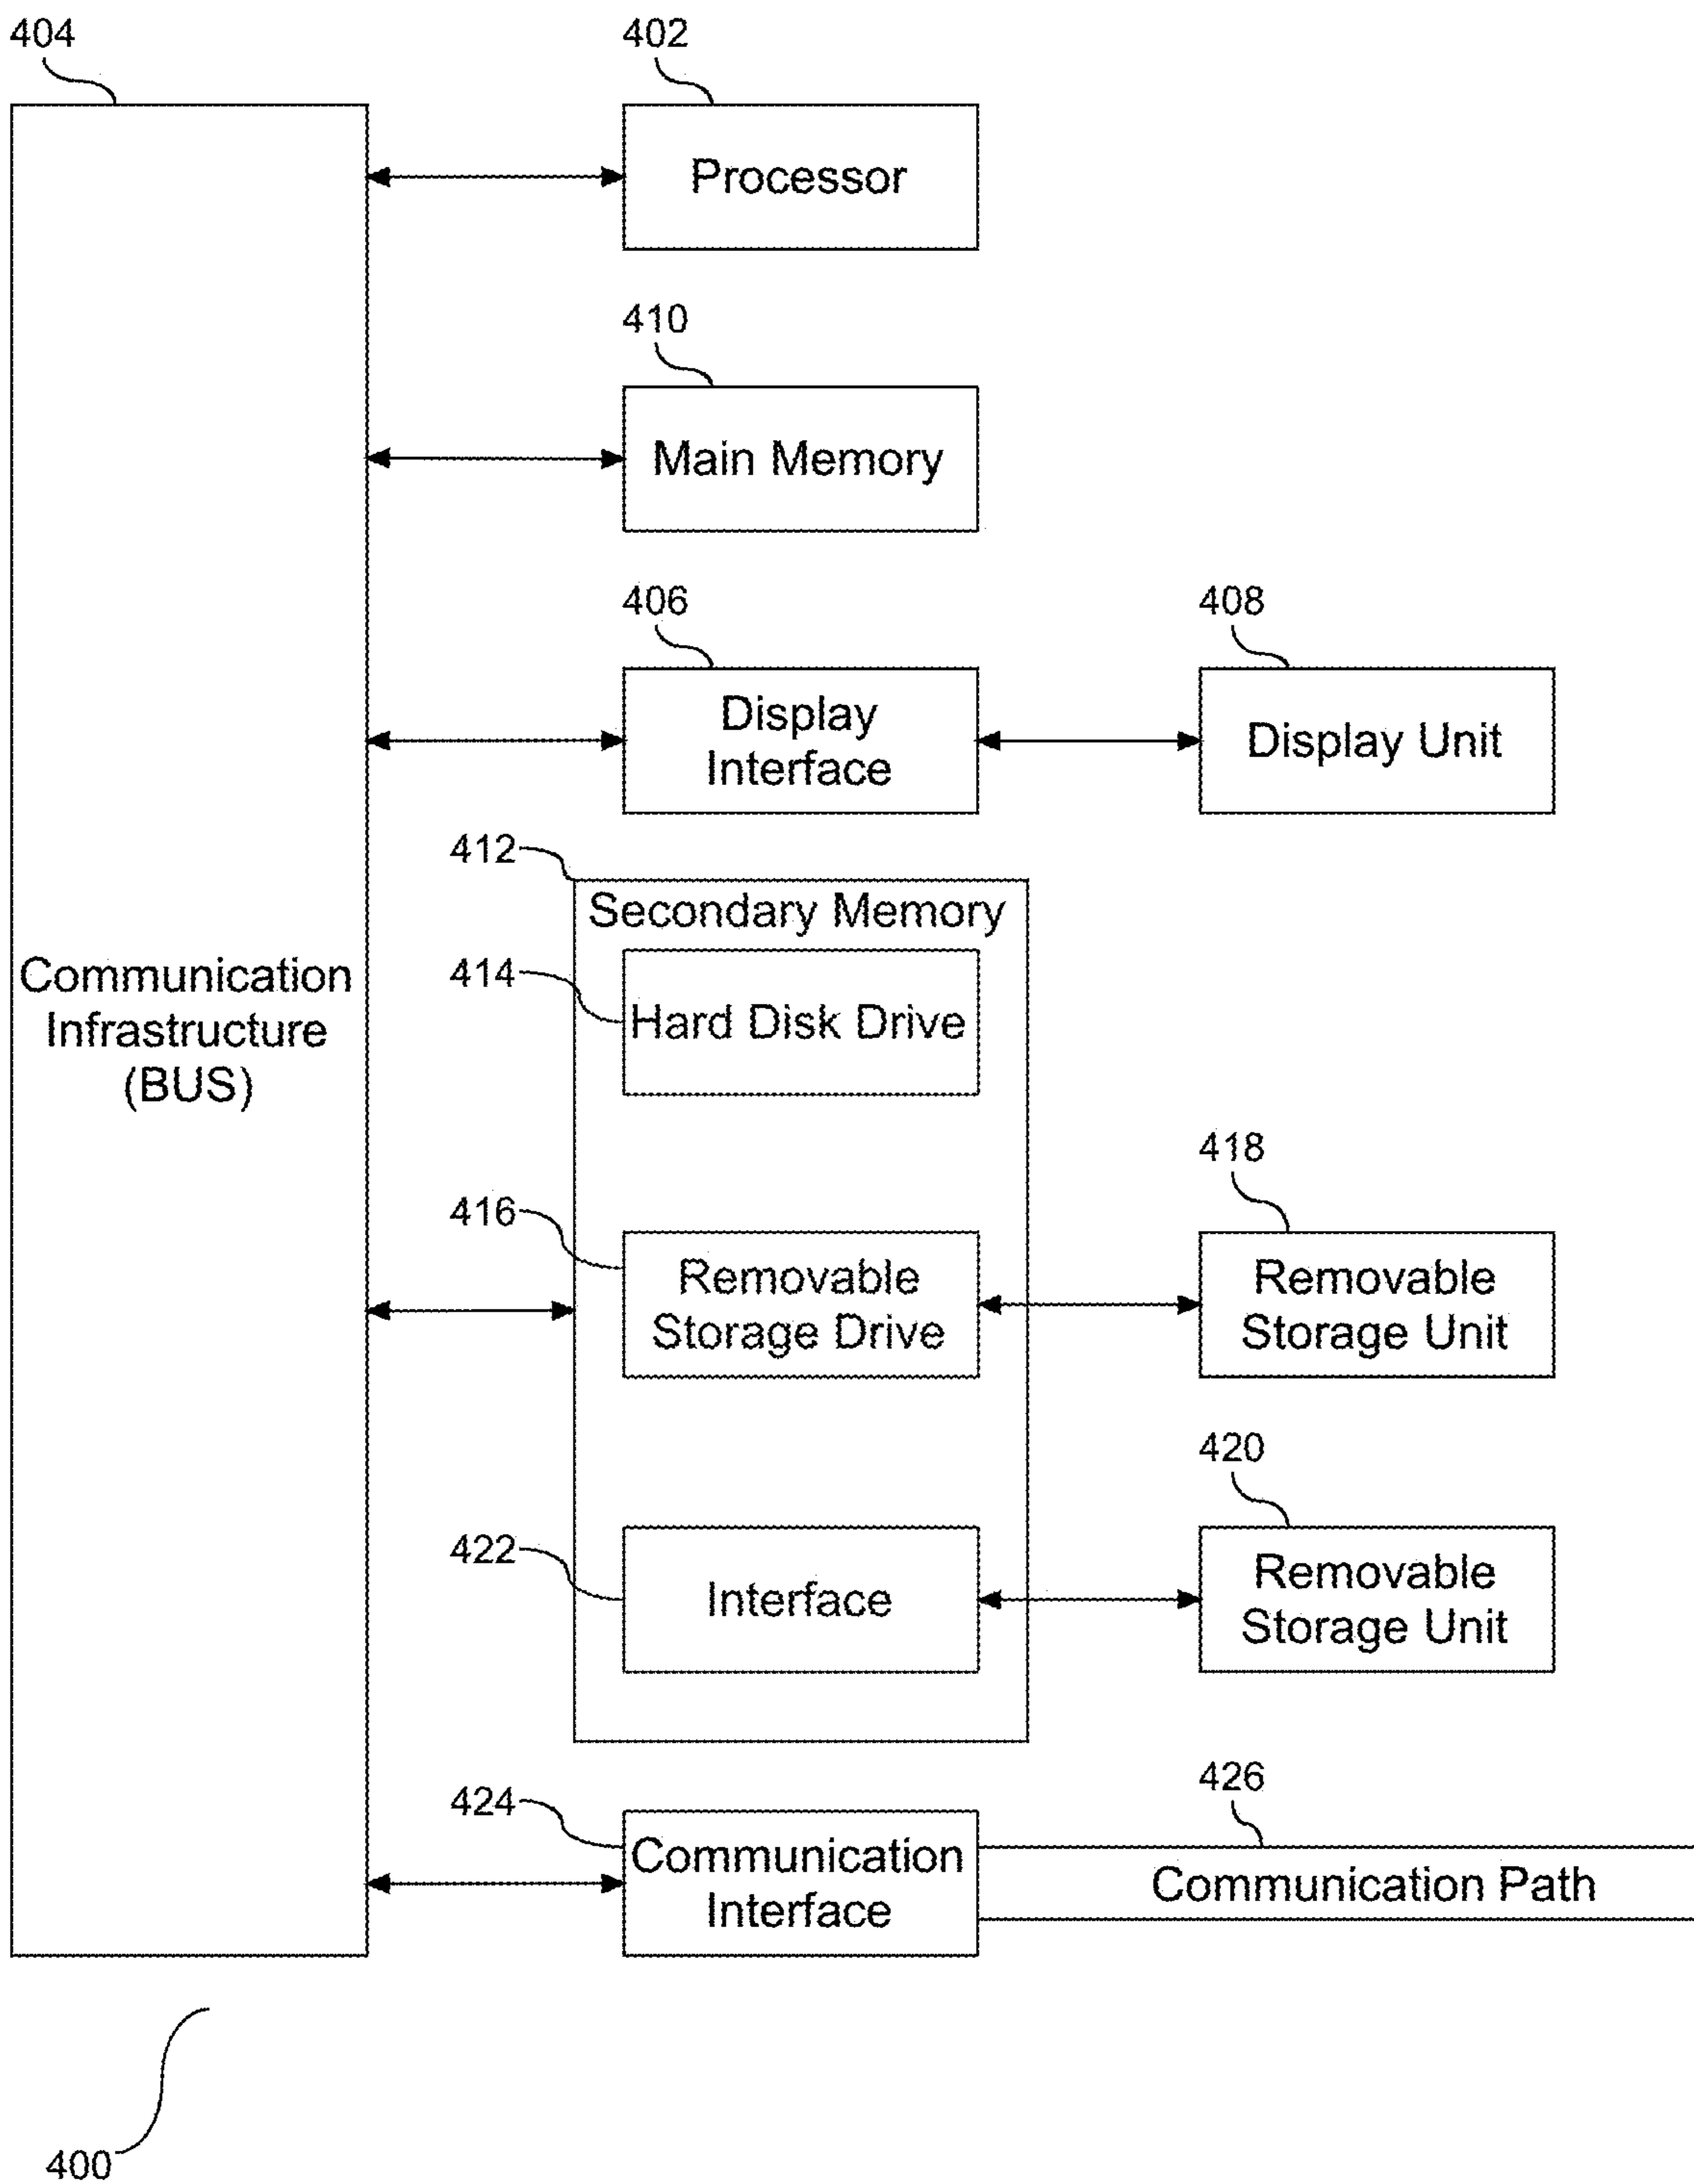 404
402
Processor
410
Main Memory
406
408
Display
Interface
Display Unit
412
Secondary Memory
414
Hard Disk Drive
Communication
Infrastructure
(BUS)
418
416
Removable
Storage Drive
Removable
Storage Unit
420
422
Interface
Removable
Storage Unit
426
424
Communication
Interface
Communication Path
400